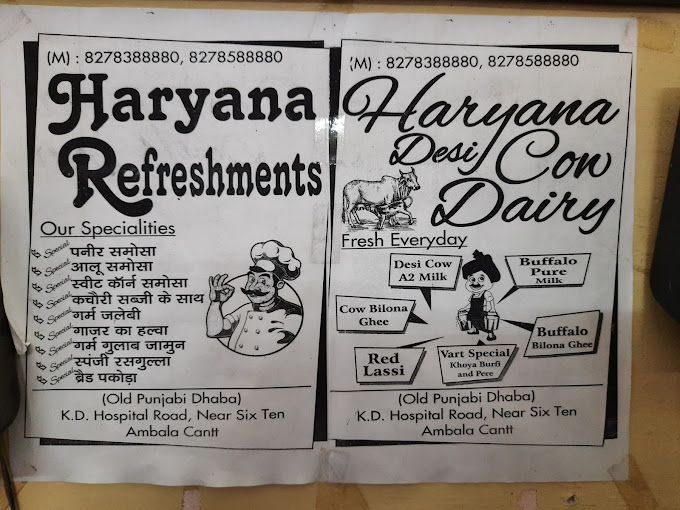 (M) : 8278388880, 8278588880
Haryana
Refreshments
Our Specialities
Special पनीर समोसा
Special आलू समोसा
Special स्वीट कॉर्न समोसा
Special कचौरी सब्जी के साथ
Special गर्म जलेबी
Special गाजर का हल्वा
Special गर्म गुलाब जामुन
Special स्पंजी रसगुल्ला
Special ब्रैड पकोड़ा
(Old Punjabi Dhaba)
K.D. Hospital Road, Near Six Ten
Ambala Cantt
(M) : 8278388880, 8278588880
Haryana
Desi Cow
Dairy
Fresh Everyday
Desi Cow
A2 Milk
Buffalo
Pure
Milk
Cow Bilona
Ghee
Buffalo
Bilona Ghee
Red
Lassi
Vart Special
Khoya Burfi
and Pere
(Old Punjabi Dhaba)
K.D. Hospital Road, Near Six Ten
Ambala Cantt